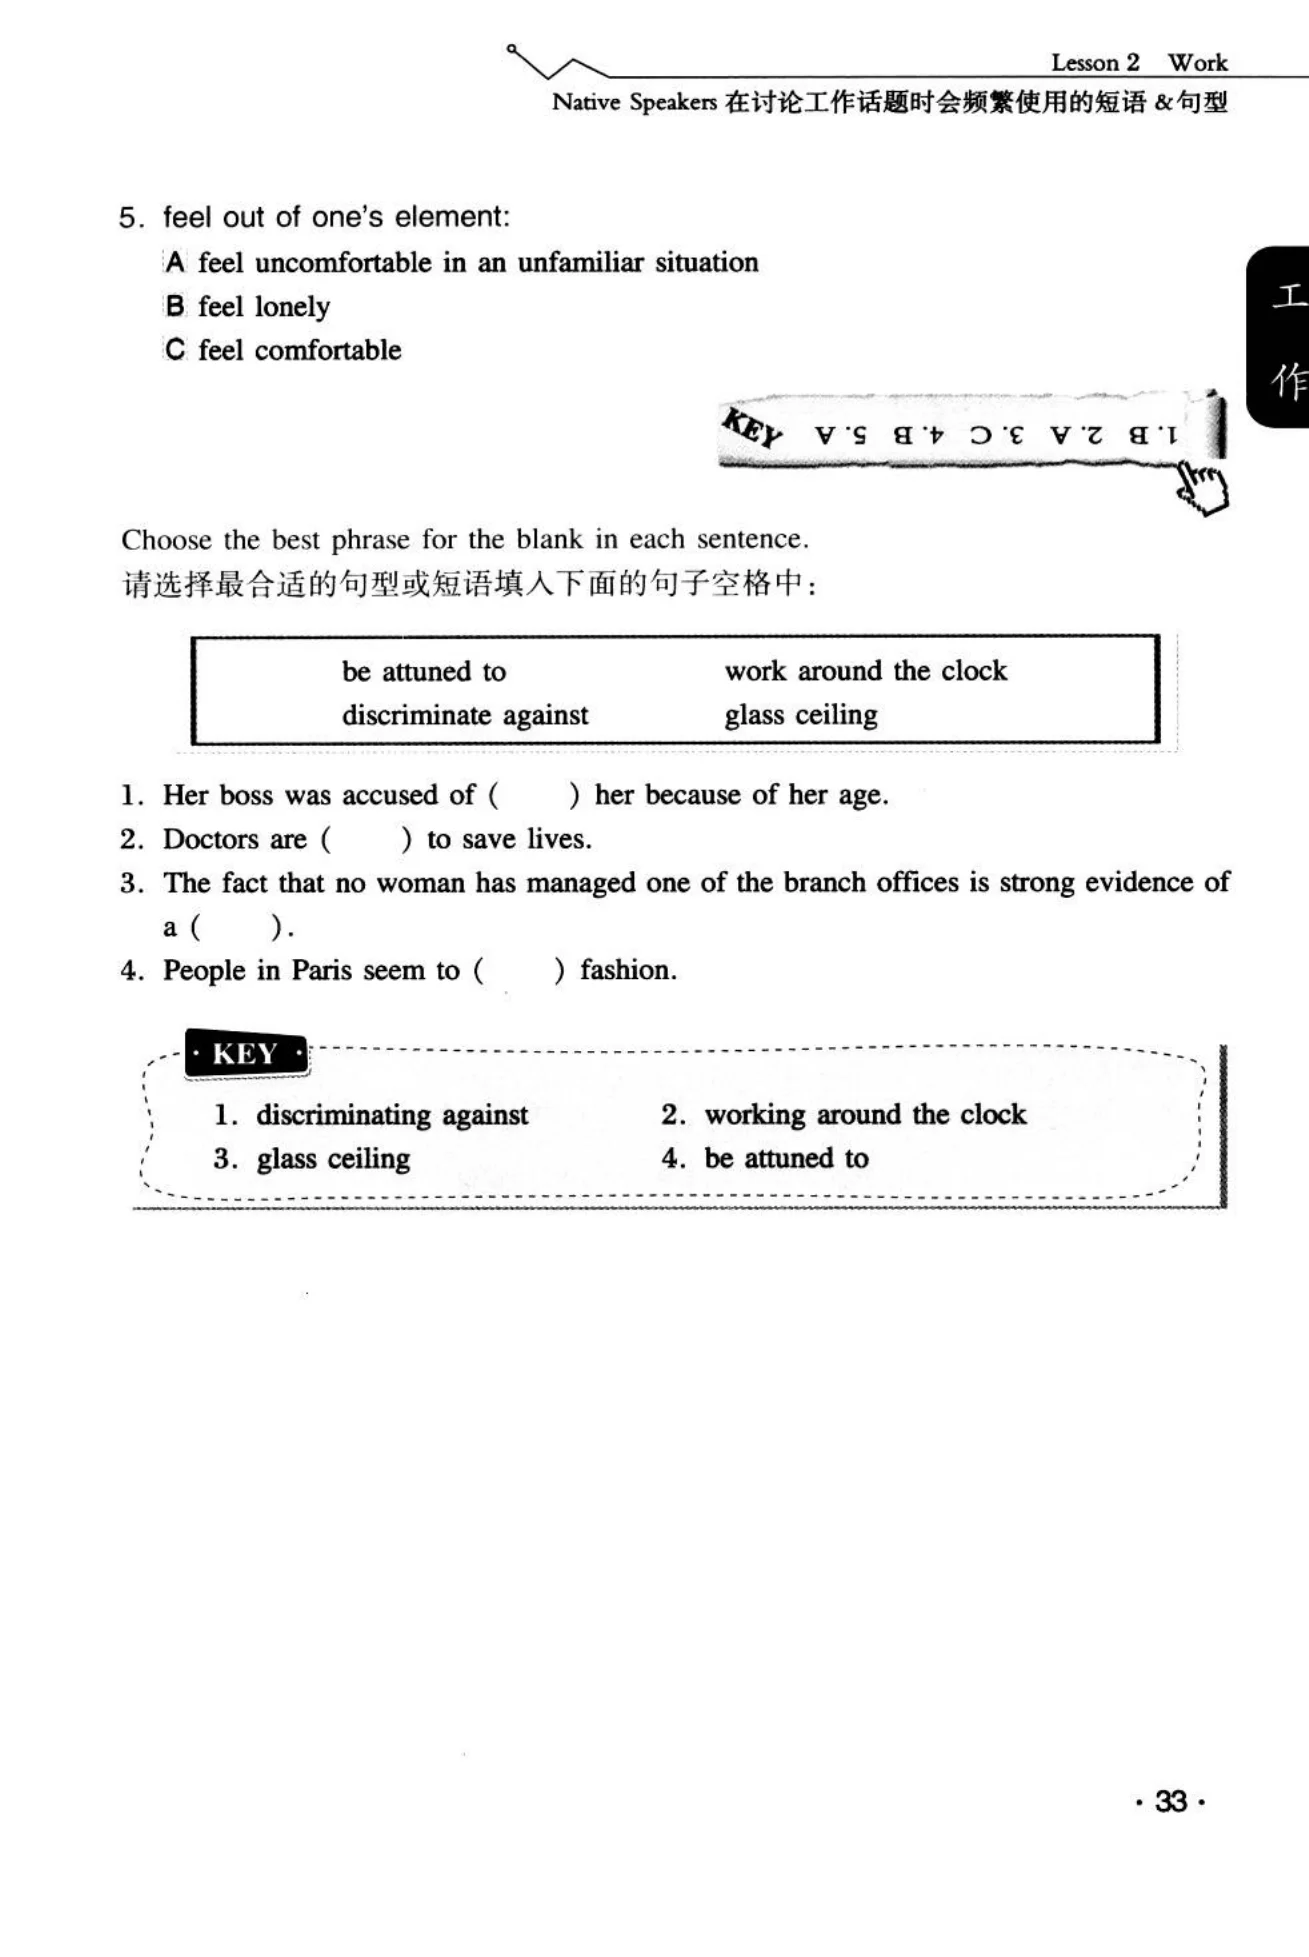 Lesson 2 Work
Native Speakers 在讨论工作话题时会频繁使用的短语 &句型
5. feel out of one's element:
A feel uncomfortable in an unfamiliar situation
B feel lonely
C feel comfortable
工
作
KEY
1. B 2. A 3. C 4. B 5. A
Choose the best phrase for the blank in each sentence.
请选择最合适的句型或短语填入下面的句子空格中：
be attuned to work around the clock
discriminate against glass ceiling
1. Her boss was accused of ( ) her because of her age.
2. Doctors are ( ) to save lives.
3. The fact that no woman has managed one of the branch offices is strong evidence of
a ( ).
4. People in Paris seem to ( ) fashion.
· KEY ·
1. discriminating against 2. working around the clock
3. glass ceiling 4. be attuned to
· 33 ·